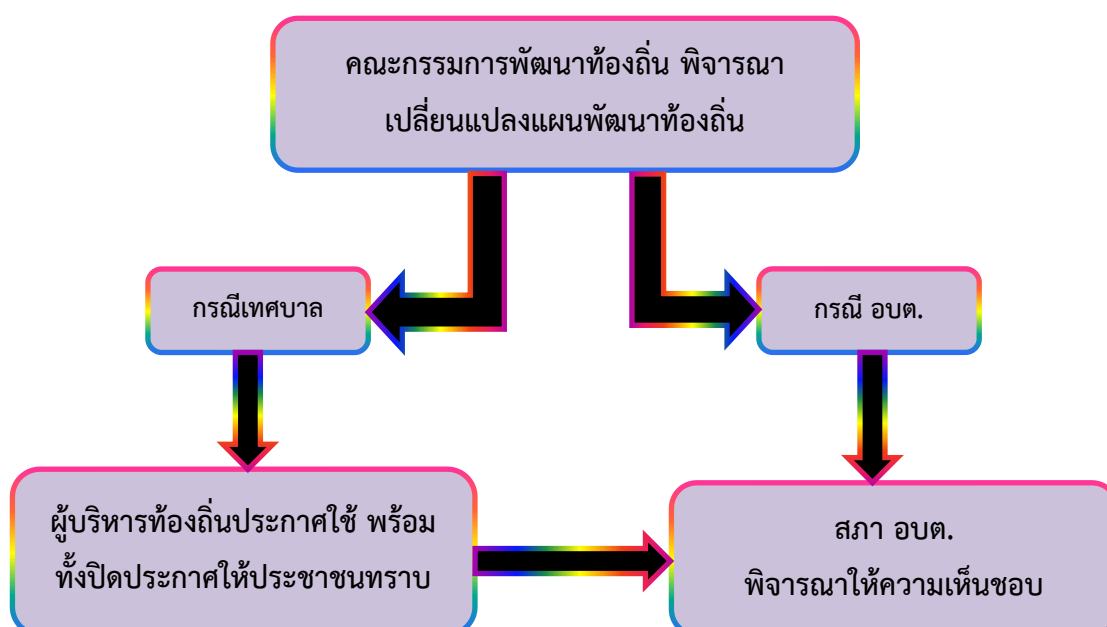 คณะกรรมการพัฒนาท้องถิ่น พิจารณา
เปลี่ยนแปลงแผนพัฒนาท้องถิ่น
กรณีเทศบาล
กรณี อบต.
ผู้บริหารท้องถิ่นประกาศใช้ พร้อม
ทั้งปิดประกาศให้ประชาชนทราบ
สภา อบต.
พิจารณาให้ความเห็นชอบ